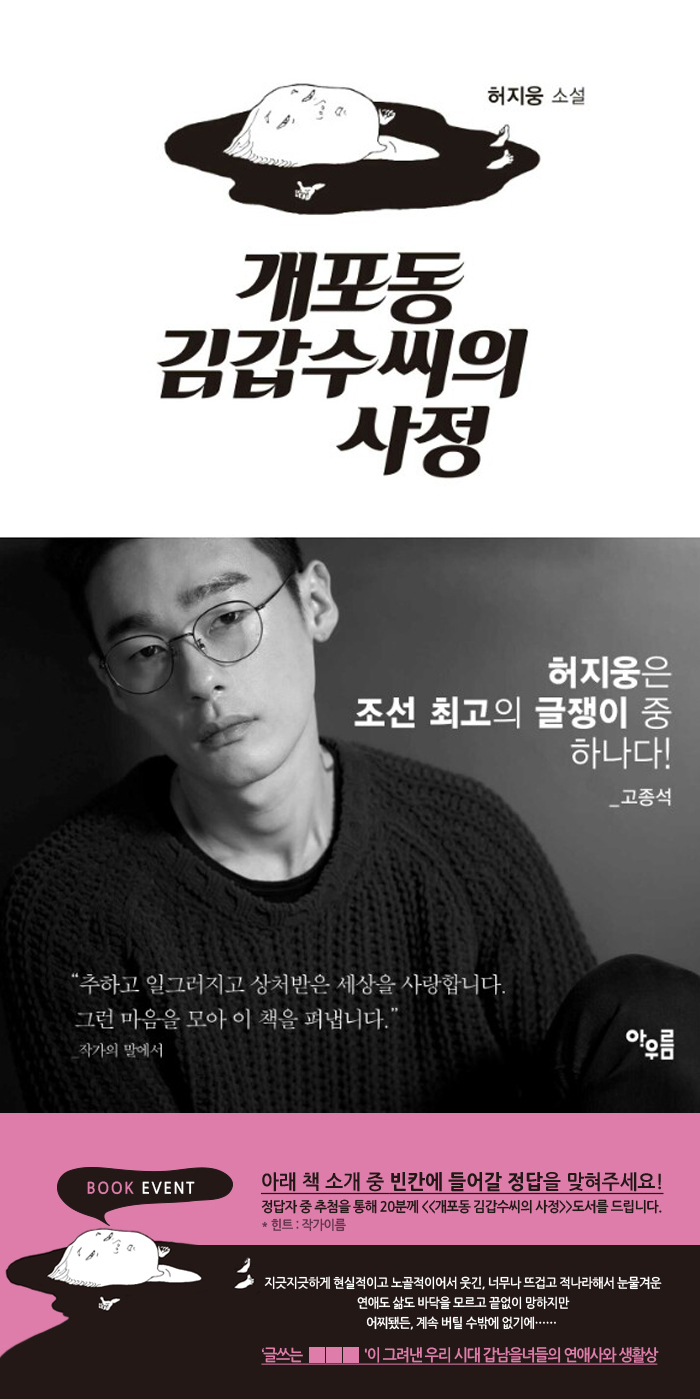 허지웅 소설
개포동
김갑수씨의
사정
허지웅은
조선 최고의 글쟁이 중
하나다!
_고종석
“추하고 일그러지고 상처받은 세상을 사랑합니다.
그런 마음을 모아 이 책을 펴냅니다.”
_작가의 말에서
아우름
BOOK EVENT
아래 책 소개 중 빈칸에 들어갈 정답을 맞혀주세요!
정답자 중 추첨을 통해 20분께 <<개포동 김갑수씨의 사정>>도서를 드립니다.
* 힌트 : 작가이름
지긋지긋하게 현실적이고 노골적이어서 웃긴, 너무나 뜨겁고 적나라해서 눈물겨운
연애도 삶도 바닥을 모르고 끝없이 망하지만
어찌됐든, 계속 버틸 수밖에 없기에……
‘글쓰는 ■■■ ’이 그려낸 우리 시대 갑남을녀들의 연애사와 생활상